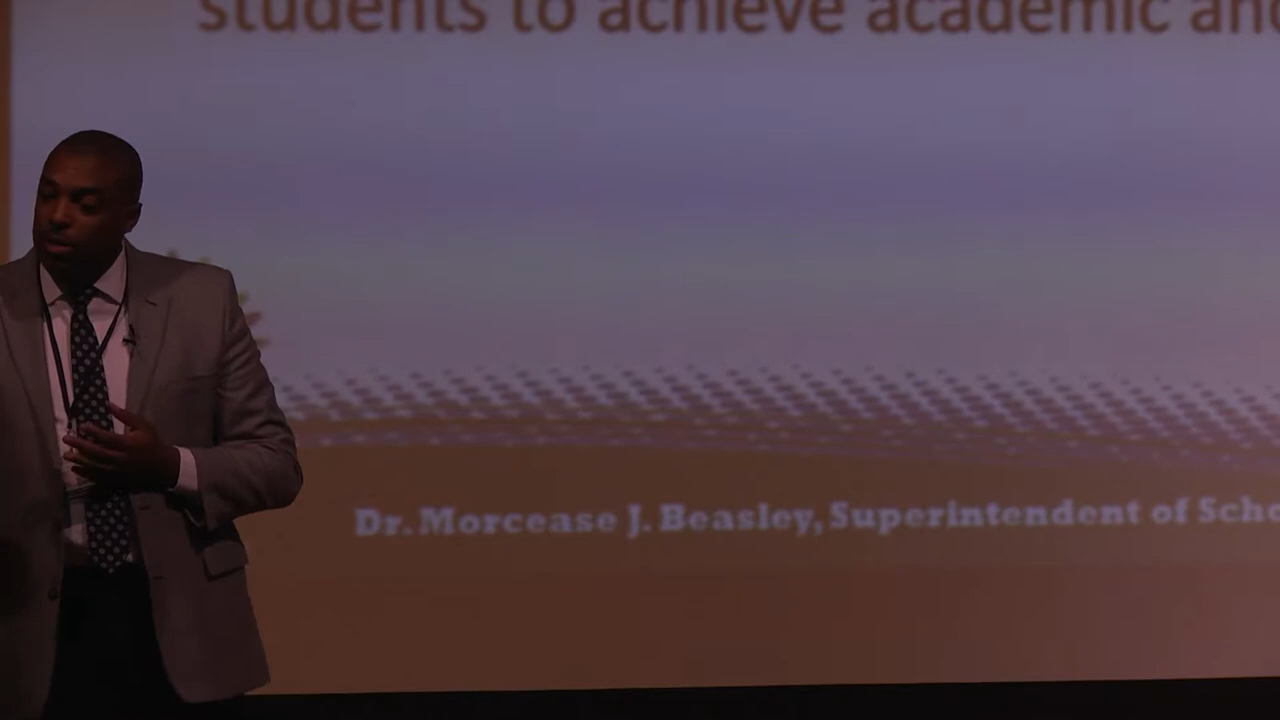 students to achieve academic and
Dr. Morcease J. Beasley, Superintendent of Scho